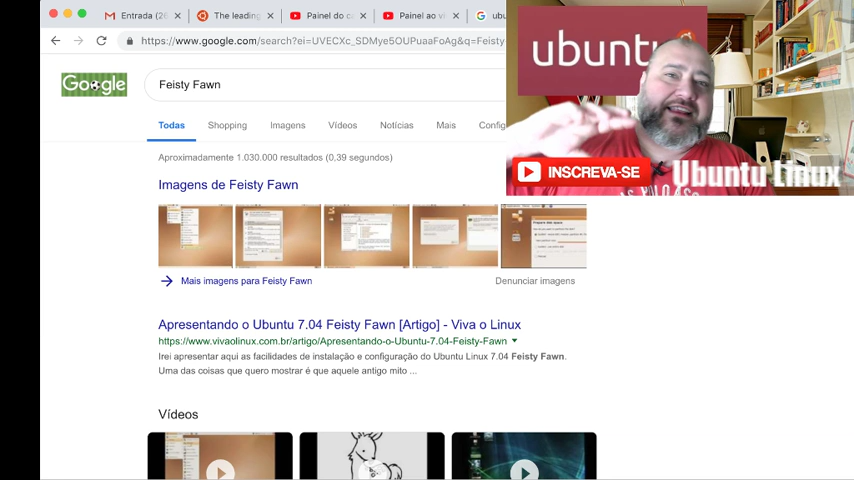 Entrada (26
The leading
Painel do ca
Painel ao vi
ubu
https://www.google.com/search?ei=UVECXc_SDMye5OUPuaaFoAg&q=Feisty
Google
Feisty Fawn
Todas
Shopping
Imagens
Vídeos
Notícias
Mais
Config
Aproximadamente 1.030.000 resultados (0,39 segundos)
Imagens de Feisty Fawn
Mais imagens para Feisty Fawn
Denunciar imagens
Apresentando o Ubuntu 7.04 Feisty Fawn [Artigo] - Viva o Linux
https://www.vivaolinux.com.br/artigo/Apresentando-o-Ubuntu-7.04-Feisty-Fawn
Irei apresentar aqui as facilidades de instalação e configuração do Ubuntu Linux 7.04 Feisty Fawn.
Uma das coisas que quero mostrar é que aquele antigo mito ...
Vídeos
ubuntu
INSCREVA-SE
Ubuntu Linux